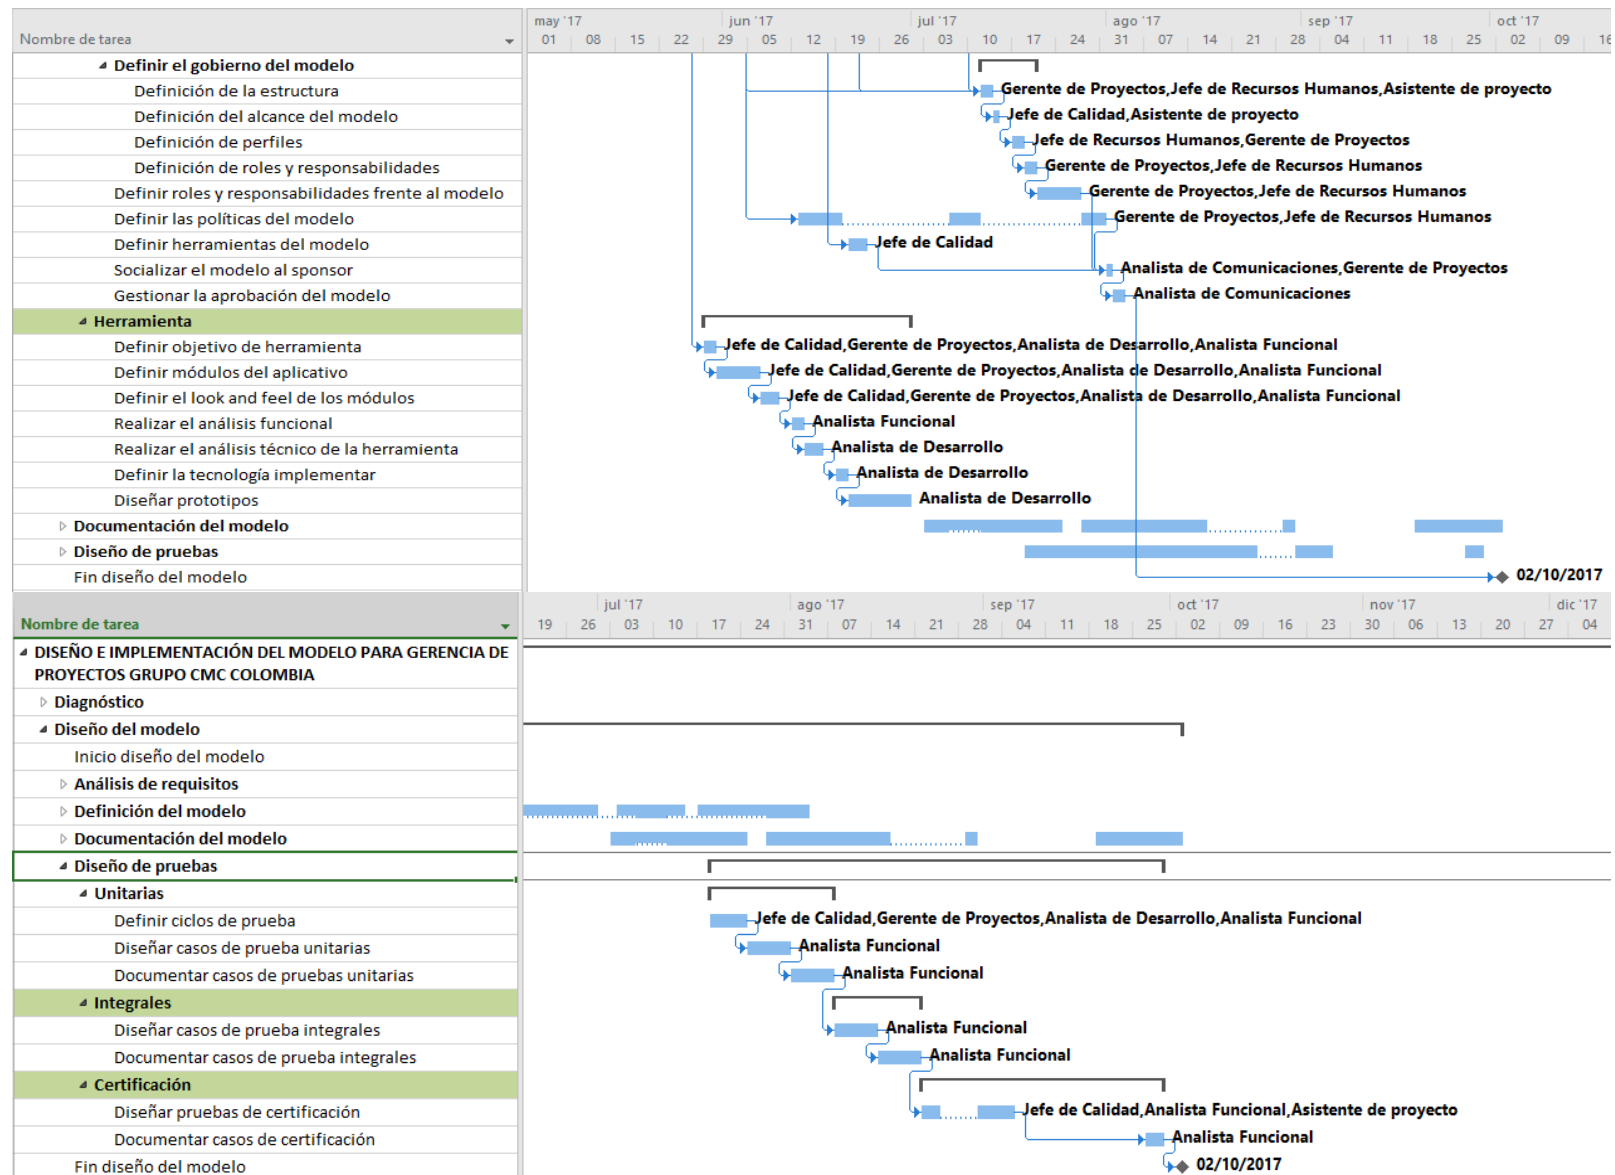 may '17 jun '17 jul '17 ago '17 sep '17 oct '17
Nombre de tarea 01 08 15 22 29 05 12 19 26 03 10 17 24 31 07 14 21 28 04 11 18 25 02 09 16
Definir el gobierno del modelo
Definición de la estructura Gerente de Proyectos,Jefe de Recursos Humanos,Asistente de proyecto
Definición del alcance del modelo Jefe de Calidad,Asistente de proyecto
Definición de perfiles Jefe de Recursos Humanos,Gerente de Proyectos
Definición de roles y responsabilidades Gerente de Proyectos,Jefe de Recursos Humanos
Definir roles y responsabilidades frente al modelo Gerente de Proyectos,Jefe de Recursos Humanos
Definir las políticas del modelo Gerente de Proyectos,Jefe de Recursos Humanos
Definir herramientas del modelo Jefe de Calidad
Socializar el modelo al sponsor Analista de Comunicaciones,Gerente de Proyectos
Gestionar la aprobación del modelo Analista de Comunicaciones
Herramienta
Definir objetivo de herramienta Jefe de Calidad,Gerente de Proyectos,Analista de Desarrollo,Analista Funcional
Definir módulos del aplicativo Jefe de Calidad,Gerente de Proyectos,Analista de Desarrollo,Analista Funcional
Definir el look and feel de los módulos Jefe de Calidad,Gerente de Proyectos,Analista de Desarrollo,Analista Funcional
Realizar el análisis funcional Analista Funcional
Realizar el análisis técnico de la herramienta Analista de Desarrollo
Definir la tecnología implementar Analista de Desarrollo
Diseñar prototipos Analista de Desarrollo
Documentación del modelo
Diseño de pruebas
Fin diseño del modelo 02/10/2017
jul '17 ago '17 sep '17 oct '17 nov '17 dic '17
Nombre de tarea 19 26 03 10 17 24 31 07 14 21 28 04 11 18 25 02 09 16 23 30 06 13 20 27 04
DISEÑO E IMPLEMENTACIÓN DEL MODELO PARA GERENCIA DE
PROYECTOS GRUPO CMC COLOMBIA
Diagnóstico
Diseño del modelo
Inicio diseño del modelo
Análisis de requisitos
Definición del modelo
Documentación del modelo
Diseño de pruebas
Unitarias
Definir ciclos de prueba Jefe de Calidad,Gerente de Proyectos,Analista de Desarrollo,Analista Funcional
Diseñar casos de prueba unitarias Analista Funcional
Documentar casos de pruebas unitarias Analista Funcional
Integrales
Diseñar casos de prueba integrales Analista Funcional
Documentar casos de prueba integrales Analista Funcional
Certificación
Diseñar pruebas de certificación Jefe de Calidad,Analista Funcional,Asistente de proyecto
Documentar casos de certificación Analista Funcional
Fin diseño del modelo 02/10/2017